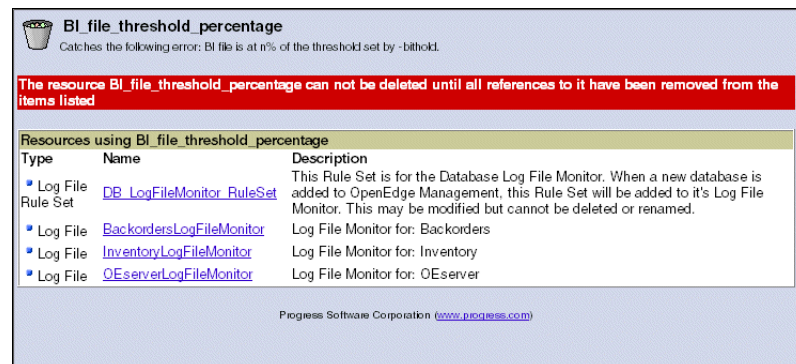 BI_file_threshold_percentage
Catches the following error: BI file is at n% of the threshold set by -bithold.
The resource BI_file_threshold_percentage can not be deleted until all references to it have been removed from the
items listed
Resources using BI_file_threshold_percentage
Type Name Description
Log File Rule Set DB_LogFileMonitor_RuleSet This Rule Set is for the Database Log File Monitor. When a new database is
added to OpenEdge Management, this Rule Set will be added to it's Log File
Monitor. This may be modified but cannot be deleted or renamed.
Log File BackordersLogFileMonitor Log File Monitor for: Backorders
Log File InventoryLogFileMonitor Log File Monitor for: Inventory
Log File OEserverLogFileMonitor Log File Monitor for: OEserver
Progress Software Corporation (www.progress.com)